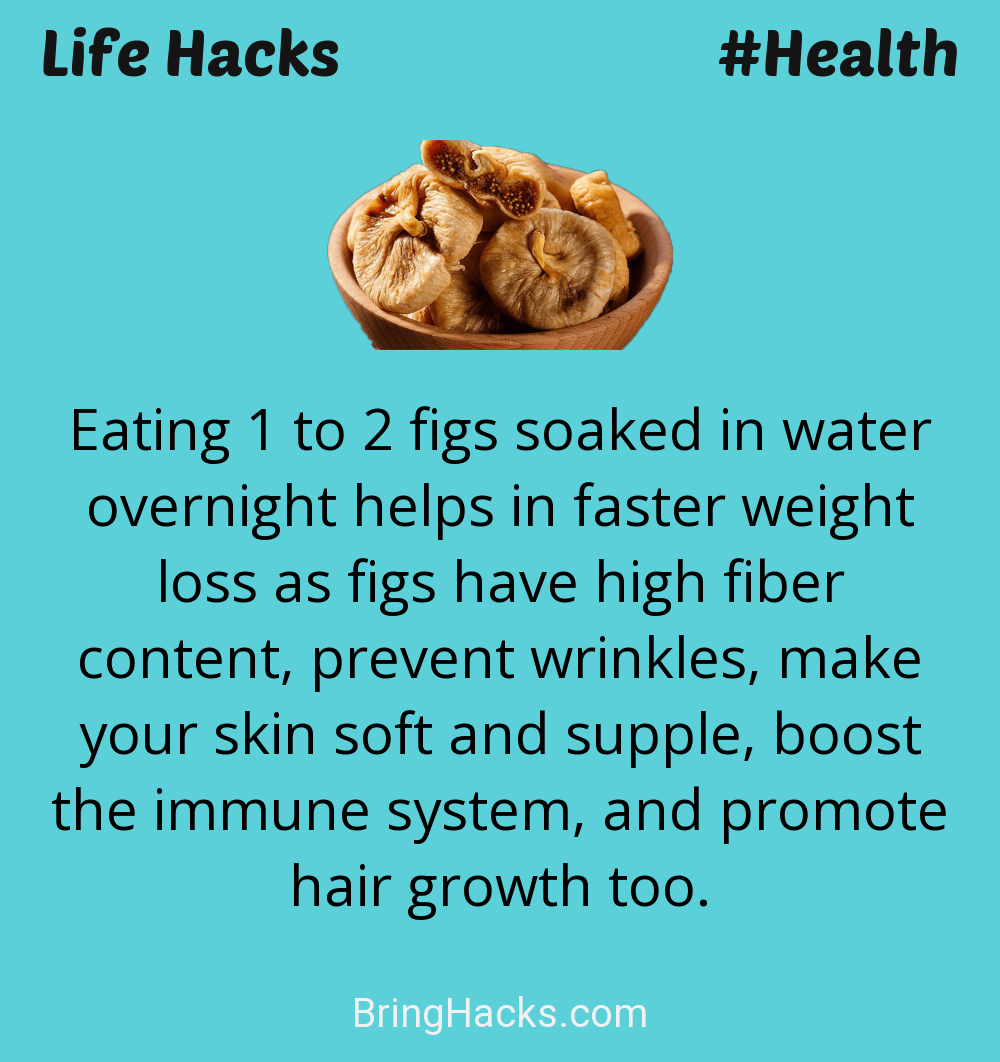 Life Hacks
#Health
Eating 1 to 2 figs soaked in water
overnight helps in faster weight
loss as figs have high fiber
content, prevent wrinkles, make
your skin soft and supple, boost
the immune system, and promote
hair growth too.
BringHacks.com